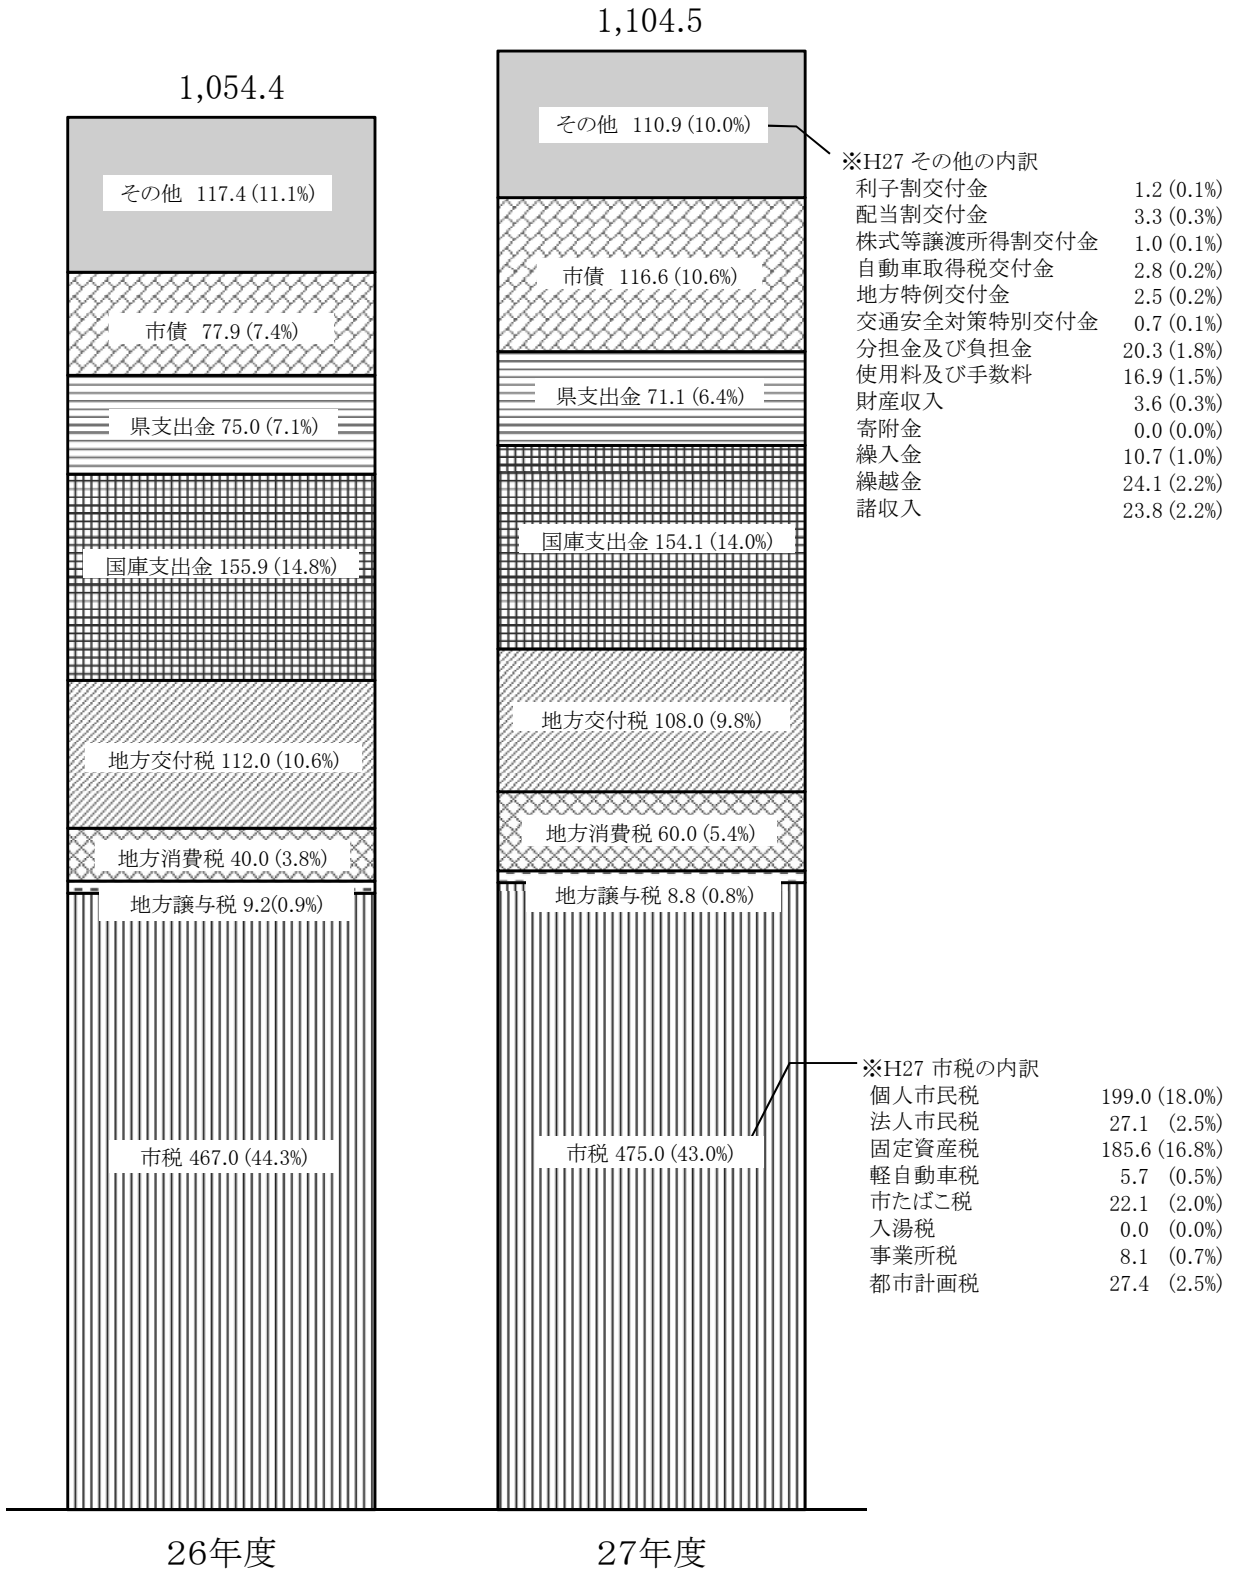 1,104.5
1,054.4
その他 117.4 (11.1%)
市債 77.9 (7.4%)
県支出金 75.0 (7.1%)
国庫支出金 155.9 (14.8%)
地方交付税 112.0 (10.6%)
地方消費税 40.0 (3.8%)
地方譲与税 9.2(0.9%)
市税 467.0 (44.3%)
26年度
その他 110.9 (10.0%)
市債 116.6 (10.6%)
県支出金 71.1 (6.4%)
国庫支出金 154.1 (14.0%)
地方交付税 108.0 (9.8%)
地方消費税 60.0 (5.4%)
地方譲与税 8.8 (0.8%)
市税 475.0 (43.0%)
27年度
※H27 その他の内訳
利子割交付金 1.2 (0.1%)
配当割交付金 3.3 (0.3%)
株式等譲渡所得割交付金 1.0 (0.1%)
自動車取得税交付金 2.8 (0.2%)
地方特例交付金 2.5 (0.2%)
交通安全対策特別交付金 0.7 (0.1%)
分担金及び負担金 20.3 (1.8%)
使用料及び手数料 16.9 (1.5%)
財産収入 3.6 (0.3%)
寄附金 0.0 (0.0%)
繰入金 10.7 (1.0%)
繰越金 24.1 (2.2%)
諸収入 23.8 (2.2%)
※H27 市税の内訳
個人市民税 199.0 (18.0%)
法人市民税 27.1 (2.5%)
固定資産税 185.6 (16.8%)
軽自動車税 5.7 (0.5%)
市たばこ税 22.1 (2.0%)
入湯税 0.0 (0.0%)
事業所税 8.1 (0.7%)
都市計画税 27.4 (2.5%)